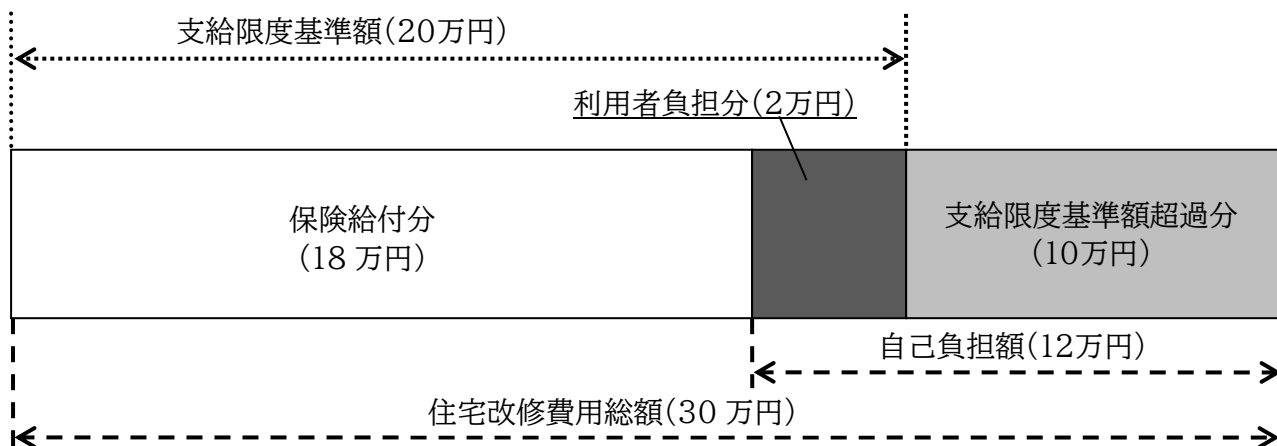 支給限度基準額(20万円)
利用者負担分(2万円)
保険給付分
(18 万円)
支給限度基準額超過分
(10万円)
自己負担額(12万円)
住宅改修費用総額(30 万円)